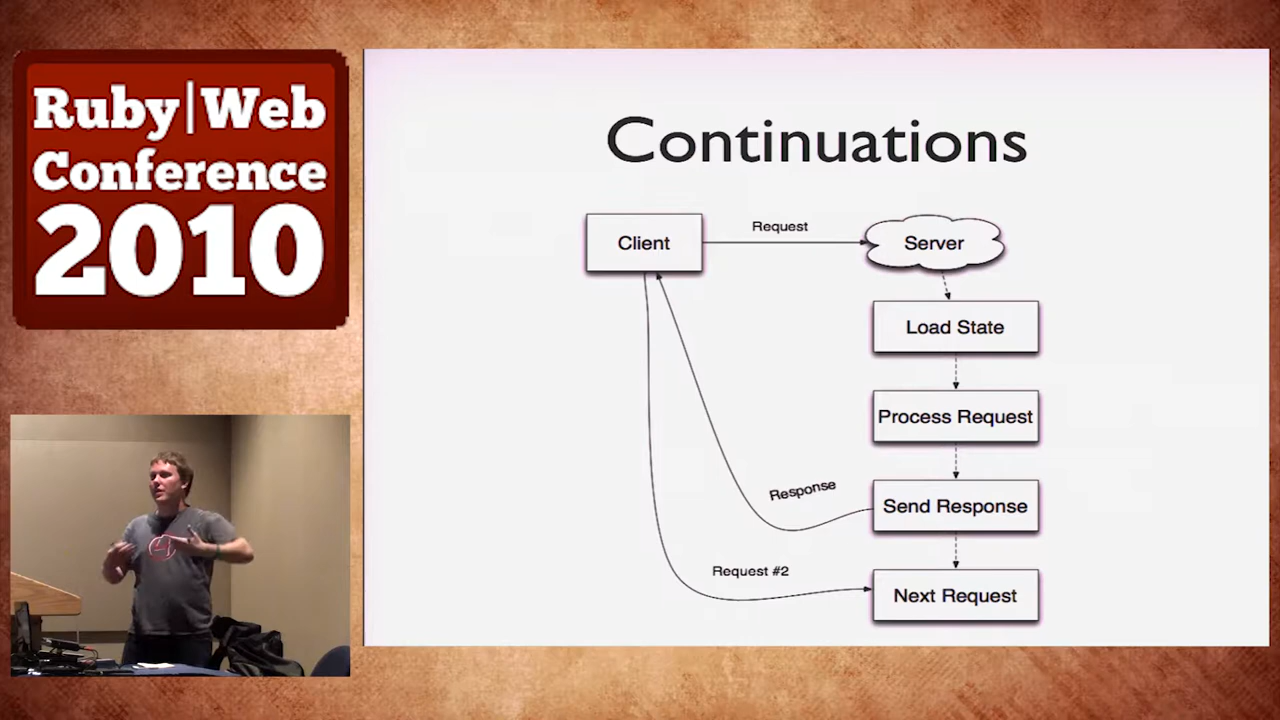 Ruby|Web
Conference
2010
Continuations
Client
Request
Server
Load State
Process Request
Response
Send Response
Request #2
Next Request